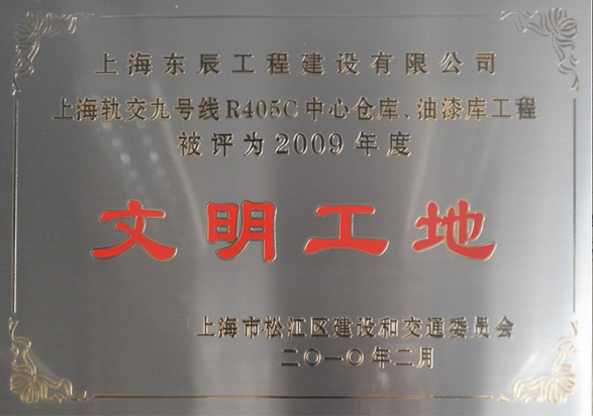 上海东辰工程建设有限公司
上海轨交九号线R405C中心仓库、油漆库工程
被评为2009年度
文明工地
上海市松江区建设和交通委员会
二〇一〇年二月